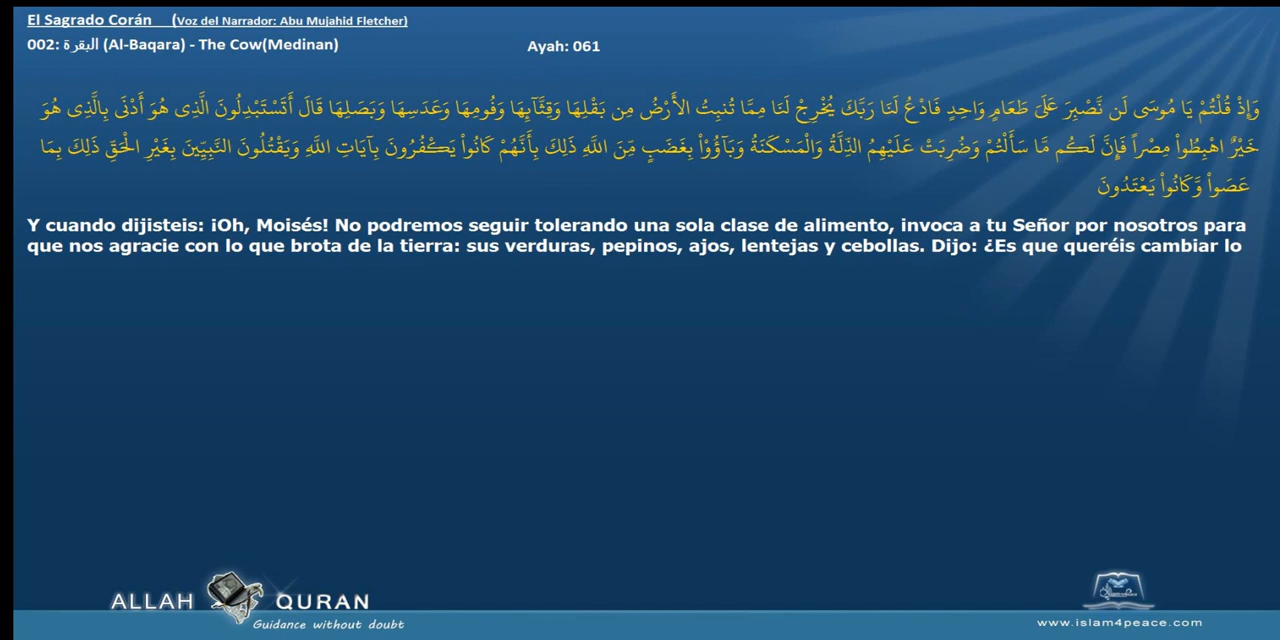 El Sagrado Corán (Voz del Narrador: Abu Mujahid Fletcher)
002: البقرة (Al-Baqara) - The Cow(Medinan)
Ayah: 061
وَإِذْ قُلْتُمْ يَا مُوسَى لَن نَّصْبِرَ عَلَىَ طَعَامٍ وَاحِدٍ فَادْعُ لَنَا رَبَّكَ يُخْرِجْ لَنَا مِمَّا تُنبِتُ الأَرْضُ مِن بَقْلِهَا وَقِثَّآئِهَا وَفُومِهَا وَعَدَسِهَا وَبَصَلِهَا قَالَ أَتَسْتَبْدِلُونَ الَّذِى هُوَ أَدْنَى بِالَّذِى هُوَ
خَيْرٌ اهْبِطُواْ مِصْراً فَإِنَّ لَكُم مَّا سَأَلْتُمْ وَضُرِبَتْ عَلَيْهِمُ الذِّلَّةُ وَالْمَسْكَنَةُ وَبَآؤُوْاْ بِغَضَبٍ مِّنَ اللَّهِ ذَلِكَ بِأَنَّهُمْ كَانُواْ يَكْفُرُونَ بِآيَاتِ اللَّهِ وَيَقْتُلُونَ النَّبِيِّينَ بِغَيْرِ الْحَقِّ ذَلِكَ بِمَا
عَصَواْ وَّكَانُواْ يَعْتَدُونَ
Y cuando dijisteis: ¡Oh, Moisés! No podremos seguir tolerando una sola clase de alimento, invoca a tu Señor por nosotros para
que nos agracie con lo que brota de la tierra: sus verduras, pepinos, ajos, lentejas y cebollas. Dijo: ¿Es que queréis cambiar lo
ALLAH QURAN
Guidance without doubt
www.islam4peace.com